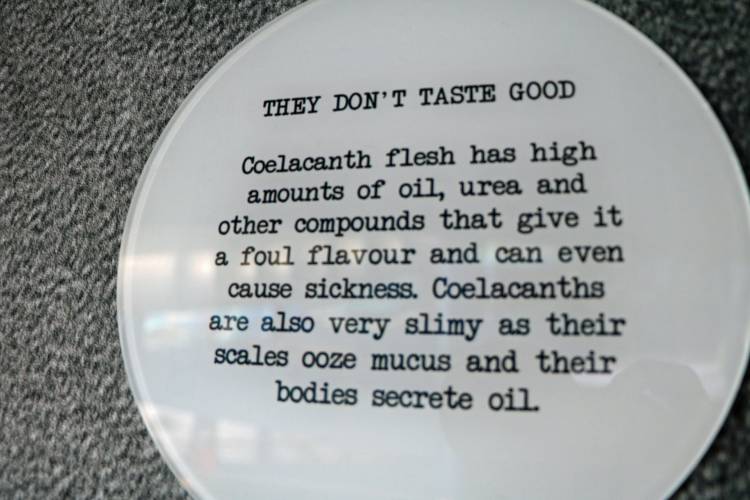 THEY DON'T TASTE GOOD
Coelacanth flesh has high
amounts of oil, urea and
other compounds that give it
a foul flavour and can even
cause sickness. Coelacanths
are also very slimy as their
scales ooze mucus and their
bodies secrete oil.